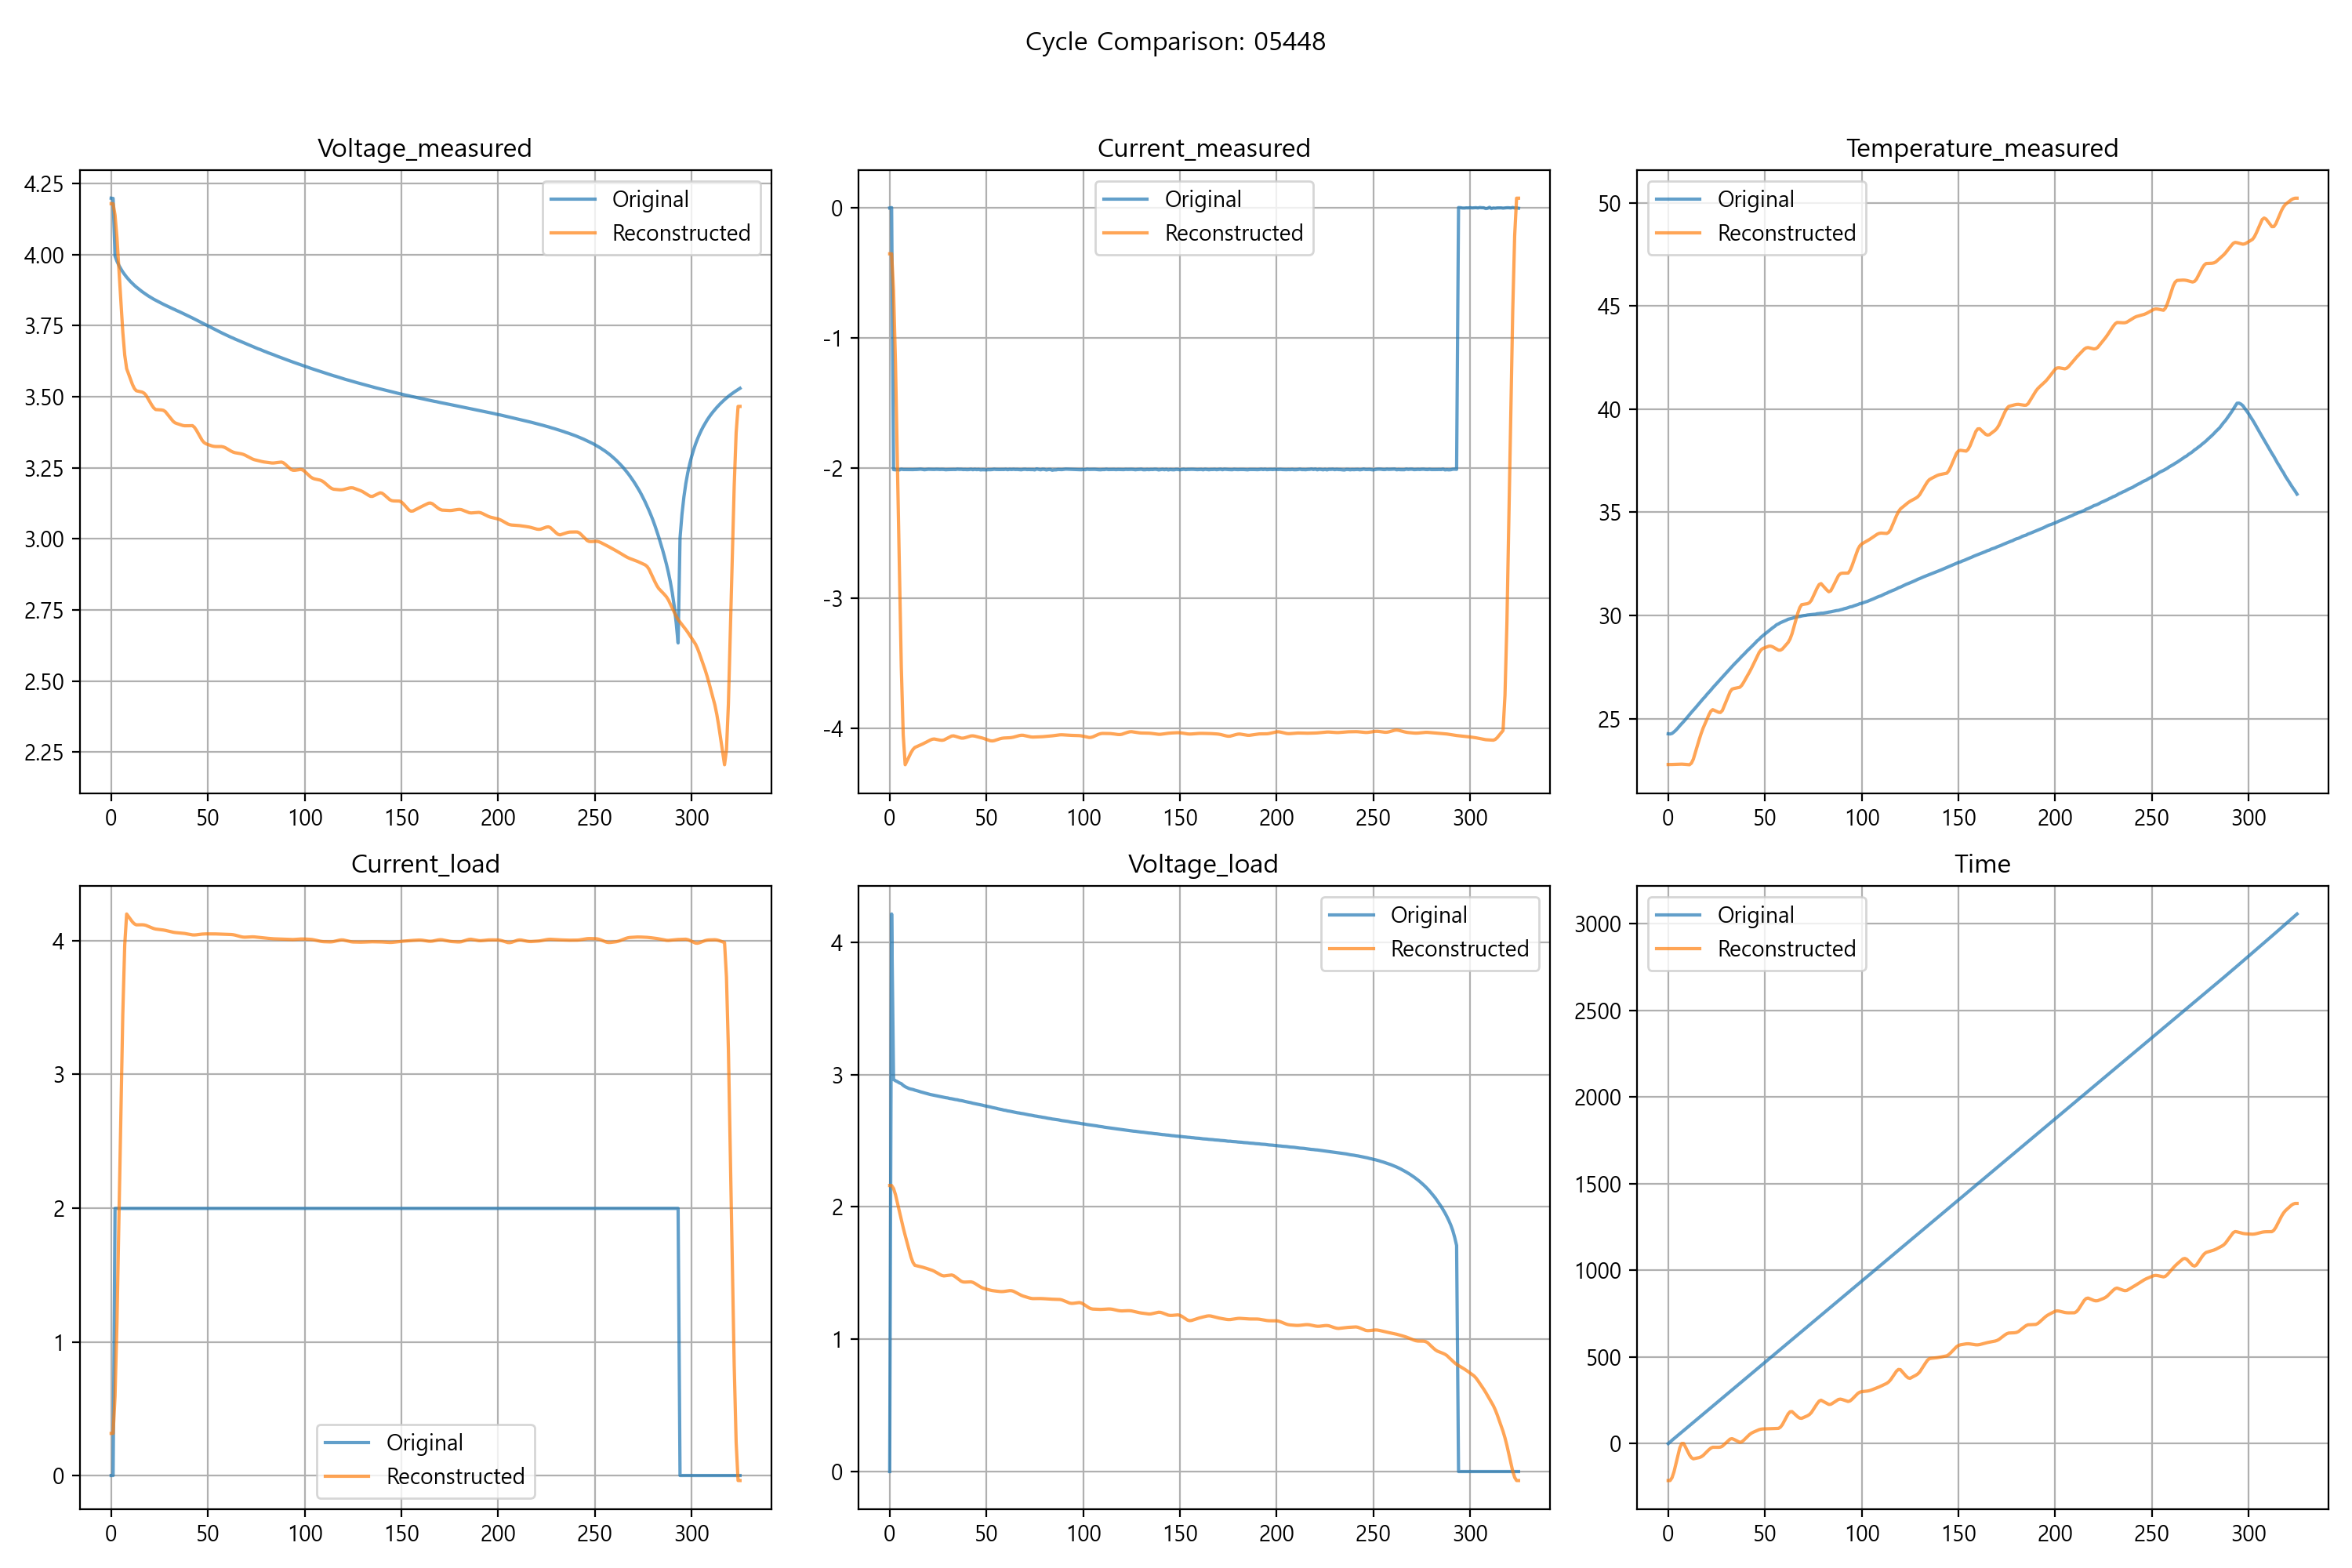 Cycle Comparison: 05448
Voltage_measured
4.25
4.00
3.75
3.50
3.25
3.00
2.75
2.50
2.25
0 50 100 150 200 250 300
Original
Reconstructed
Current_measured
0
-1
-2
-3
-4
0 50 100 150 200 250 300
Original
Reconstructed
Temperature_measured
50
45
40
35
30
25
0 50 100 150 200 250 300
Original
Reconstructed
Current_load
4
3
2
1
0
0 50 100 150 200 250 300
Original
Reconstructed
Voltage_load
4
3
2
1
0
0 50 100 150 200 250 300
Original
Reconstructed
Time
3000
2500
2000
1500
1000
500
0
0 50 100 150 200 250 300
Original
Reconstructed